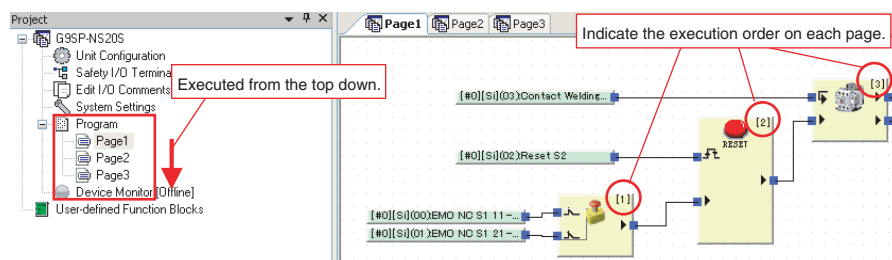 Project
G9SP-NS20S
Unit Configuration
Safety I/O Termina
Edit I/O Comments
System Settings
Program
Page1
Page2
Page3
Device Monitor [Offline]
User-defined Function Blocks
Executed from the top down.
Page1 Page2 Page3
Indicate the execution order on each page.
[#0][Si](03):Contact Welding...
[3]
[2]
RESET
[#0][Si](02):Reset S2
[1]
[#0][Si](00):EMO NC S1 11-...
[#0][Si](01):EMO NC S1 21-...